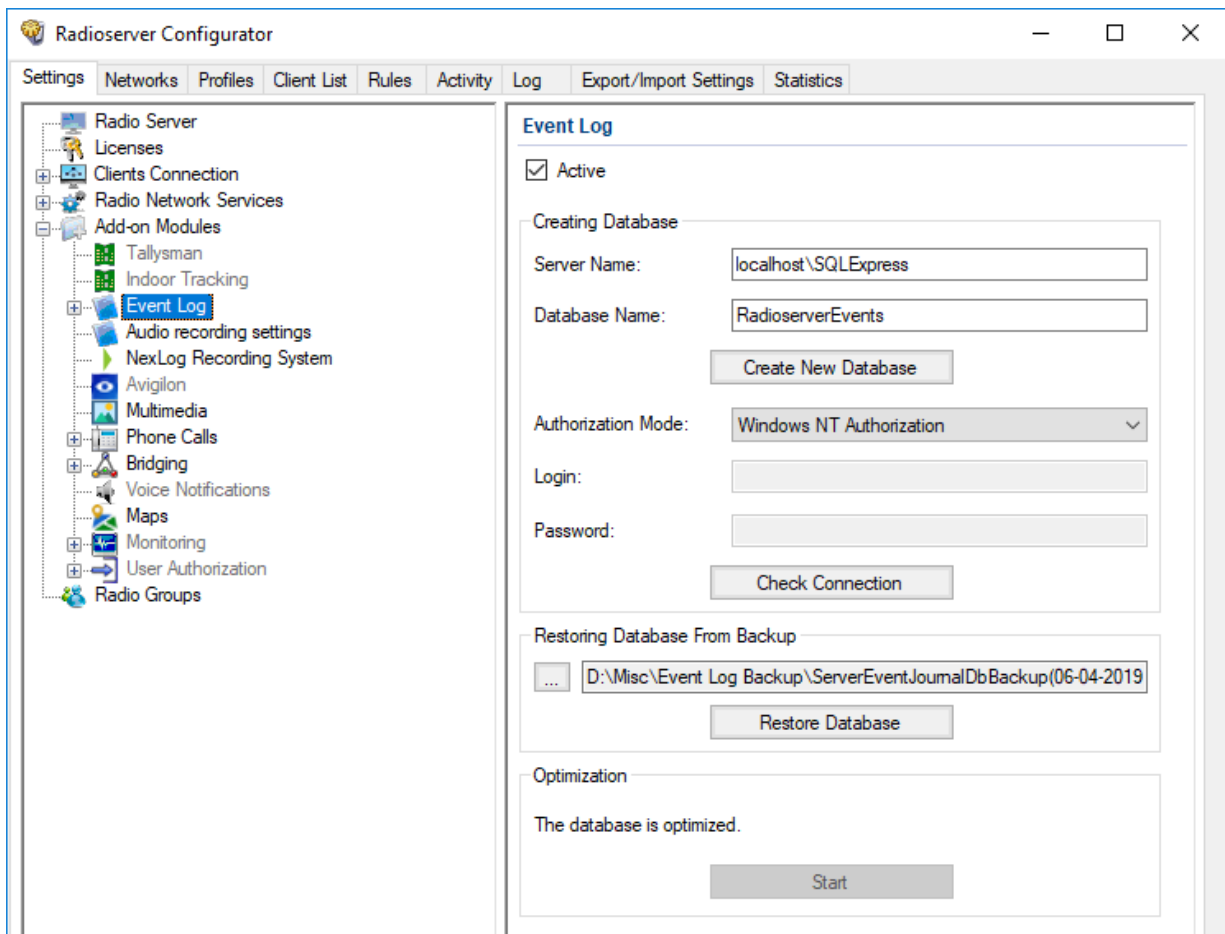 Radioserver Configurator
Settings Networks Profiles Client List Rules Activity Log Export/Import Settings Statistics
Radio Server
Licenses
Clients Connection
Radio Network Services
Add-on Modules
Tallysman
Indoor Tracking
Event Log
Audio recording settings
NexLog Recording System
Avigilon
Multimedia
Phone Calls
Bridging
Voice Notifications
Maps
Monitoring
User Authorization
Radio Groups
Event Log
Active
Creating Database
Server Name: localhost\SQLExpress
Database Name: RadioserverEvents
Create New Database
Authorization Mode: Windows NT Authorization
Login:
Password:
Check Connection
Restoring Database From Backup
... D:\Misc\Event Log Backup\ServerEventJournalDbBackup(06-04-2019
Restore Database
Optimization
The database is optimized.
Start